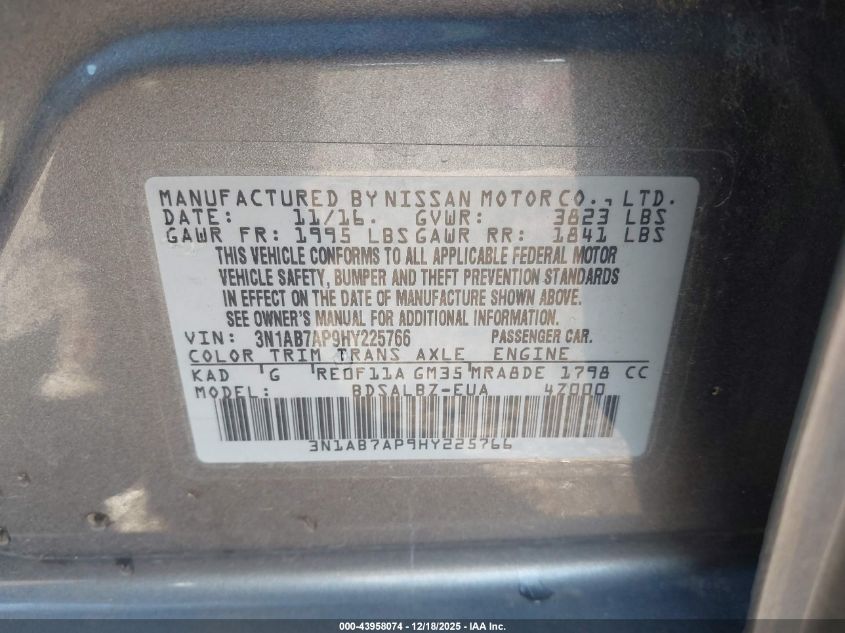 MANUFACTURED BY NISSAN MOTOR CO., LTD.
DATE: 11/16. GVWR: 3823 LBS
GAWR FR: 1995 LBS GAWR RR: 1841 LBS
THIS VEHICLE CONFORMS TO ALL APPLICABLE FEDERAL MOTOR
VEHICLE SAFETY, BUMPER AND THEFT PREVENTION STANDARDS
IN EFFECT ON THE DATE OF MANUFACTURE SHOWN ABOVE.
SEE OWNER'S MANUAL FOR ADDITIONAL INFORMATION.
VIN: 3N1AB7AP9HY225766 PASSENGER CAR.
COLOR TRIM TRANS AXLE ENGINE
KAD G RE0F11A GM35 MRA8DE 1798 CC
MODEL: BDSALBZ-EUA 4Z000
3N1AB7AP9HY225766
000-43958074 / 12/18/2025 - IAA Inc.